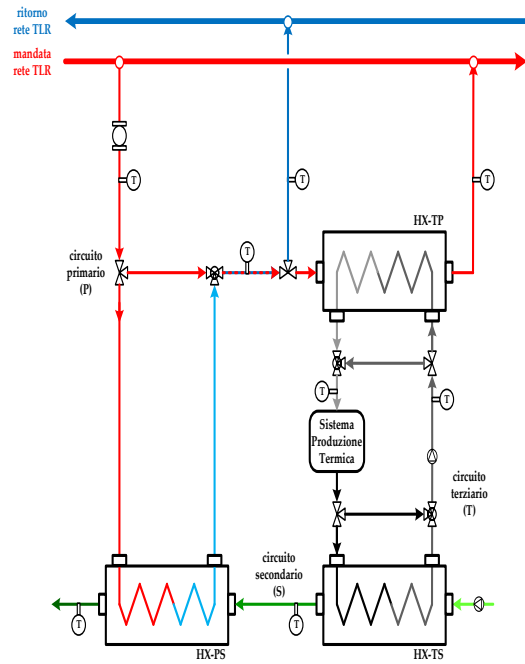 ritorno
rete TLR
mandata
rete TLR
T
T
T
T
HX-TP
circuito
primario
(P)
T
T
Sistema
Produzione
Termica
circuito
terziario
(T)
circuito
secondario
(S)
T
T
HX-PS
HX-TS